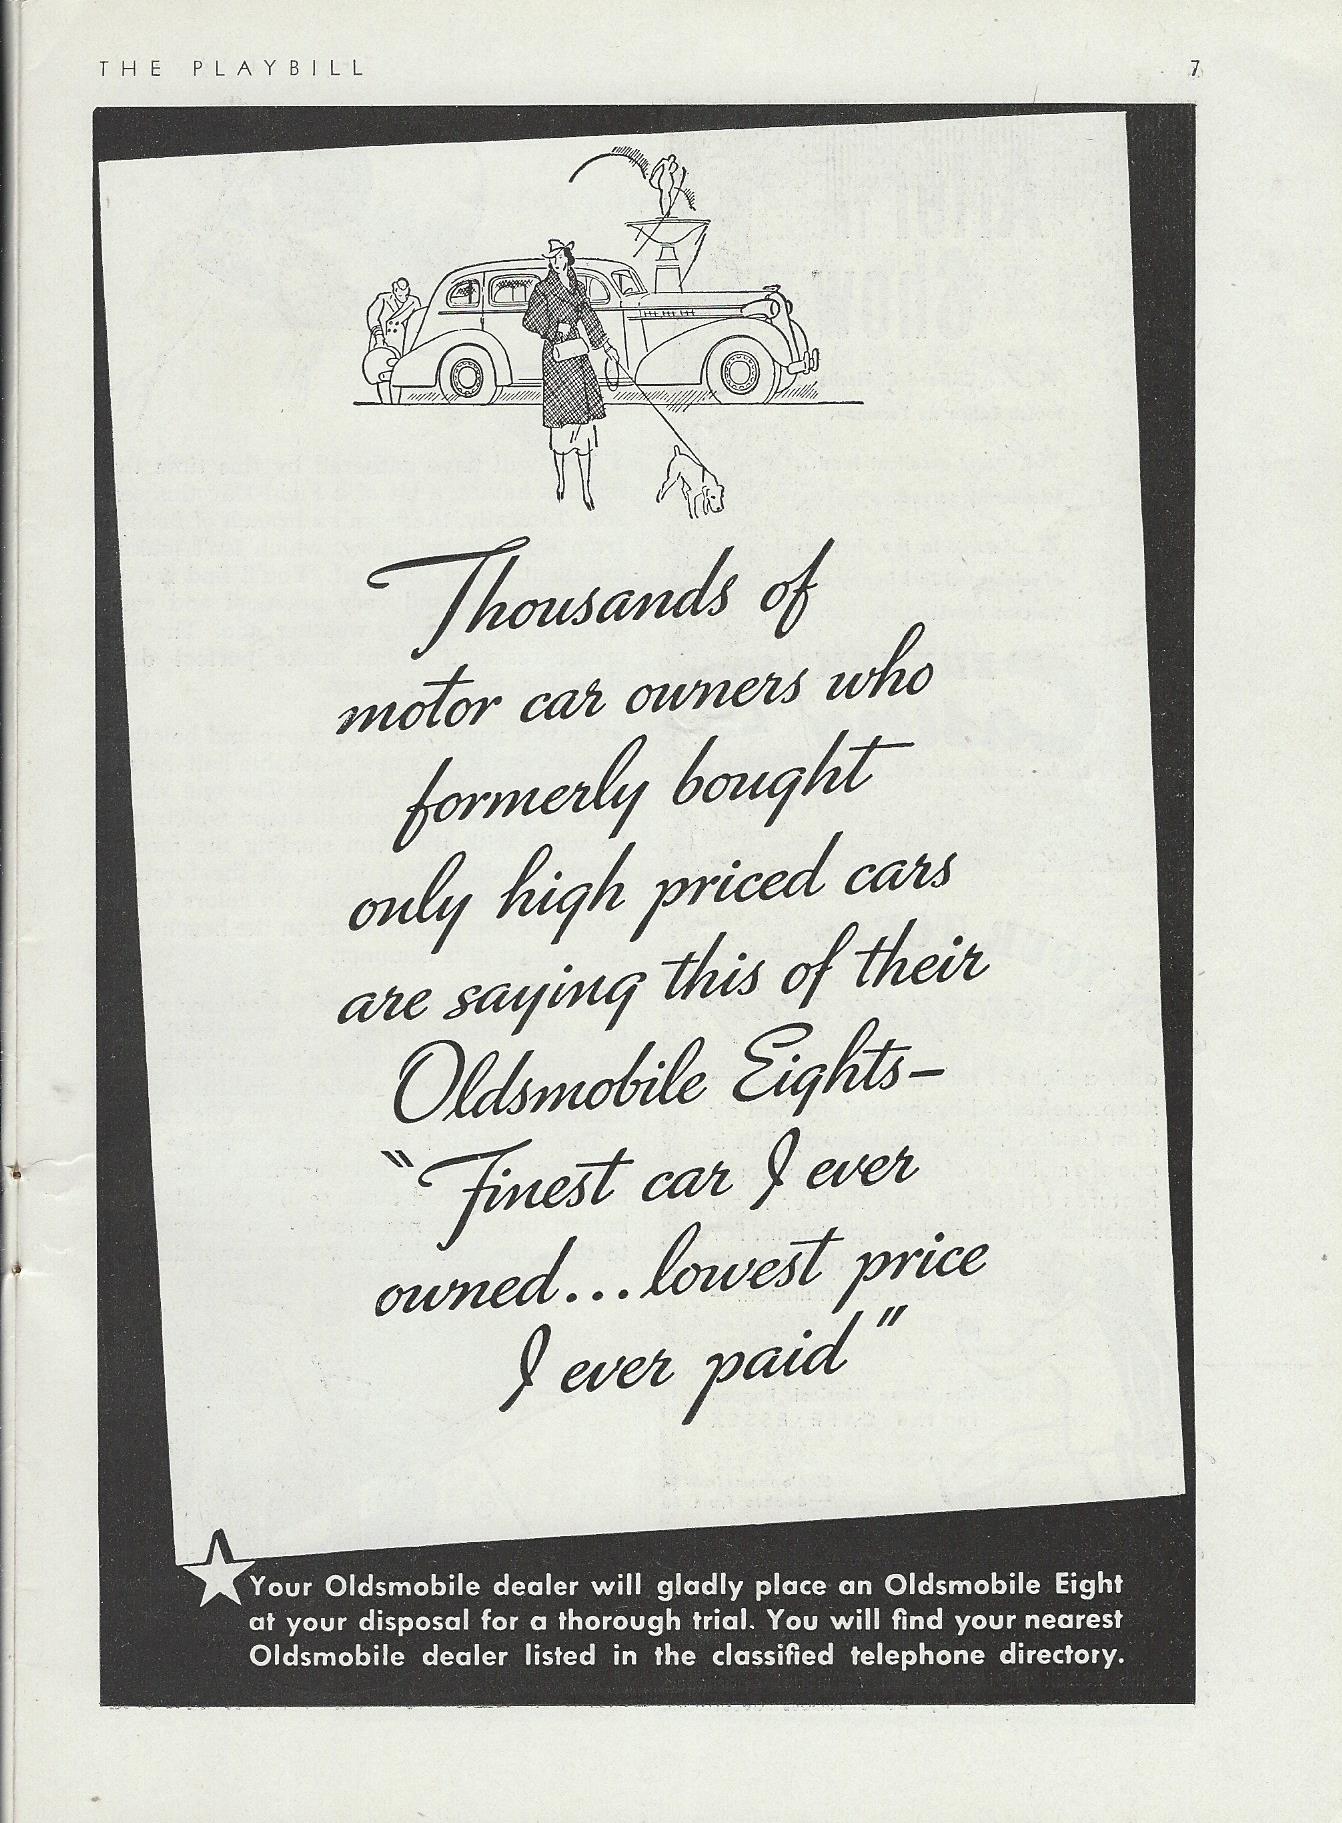 THE PLAYBILL 7
Thousands of
motor car owners who
formerly bought
only high priced cars
are saying this of their
Oldsmobile Eights—
"Finest car I ever
owned...lowest price
I ever paid"
Your Oldsmobile dealer will gladly place an Oldsmobile Eight
at your disposal for a thorough trial. You will find your nearest
Oldsmobile dealer listed in the classified telephone directory.